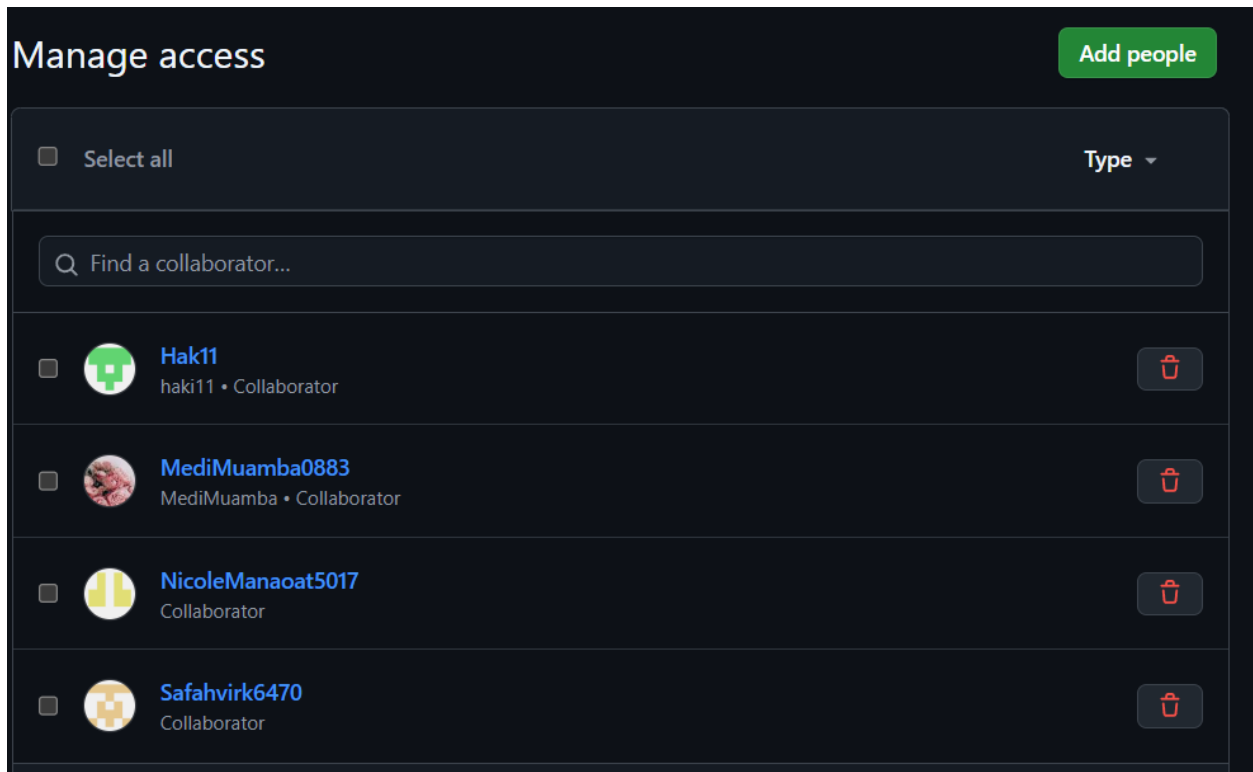 Manage access
Add people
Select all
Type
Find a collaborator...
Hak11
haki11 • Collaborator
MediMuamba0883
MediMuamba • Collaborator
NicoleManaoat5017
Collaborator
Safahvirk6470
Collaborator